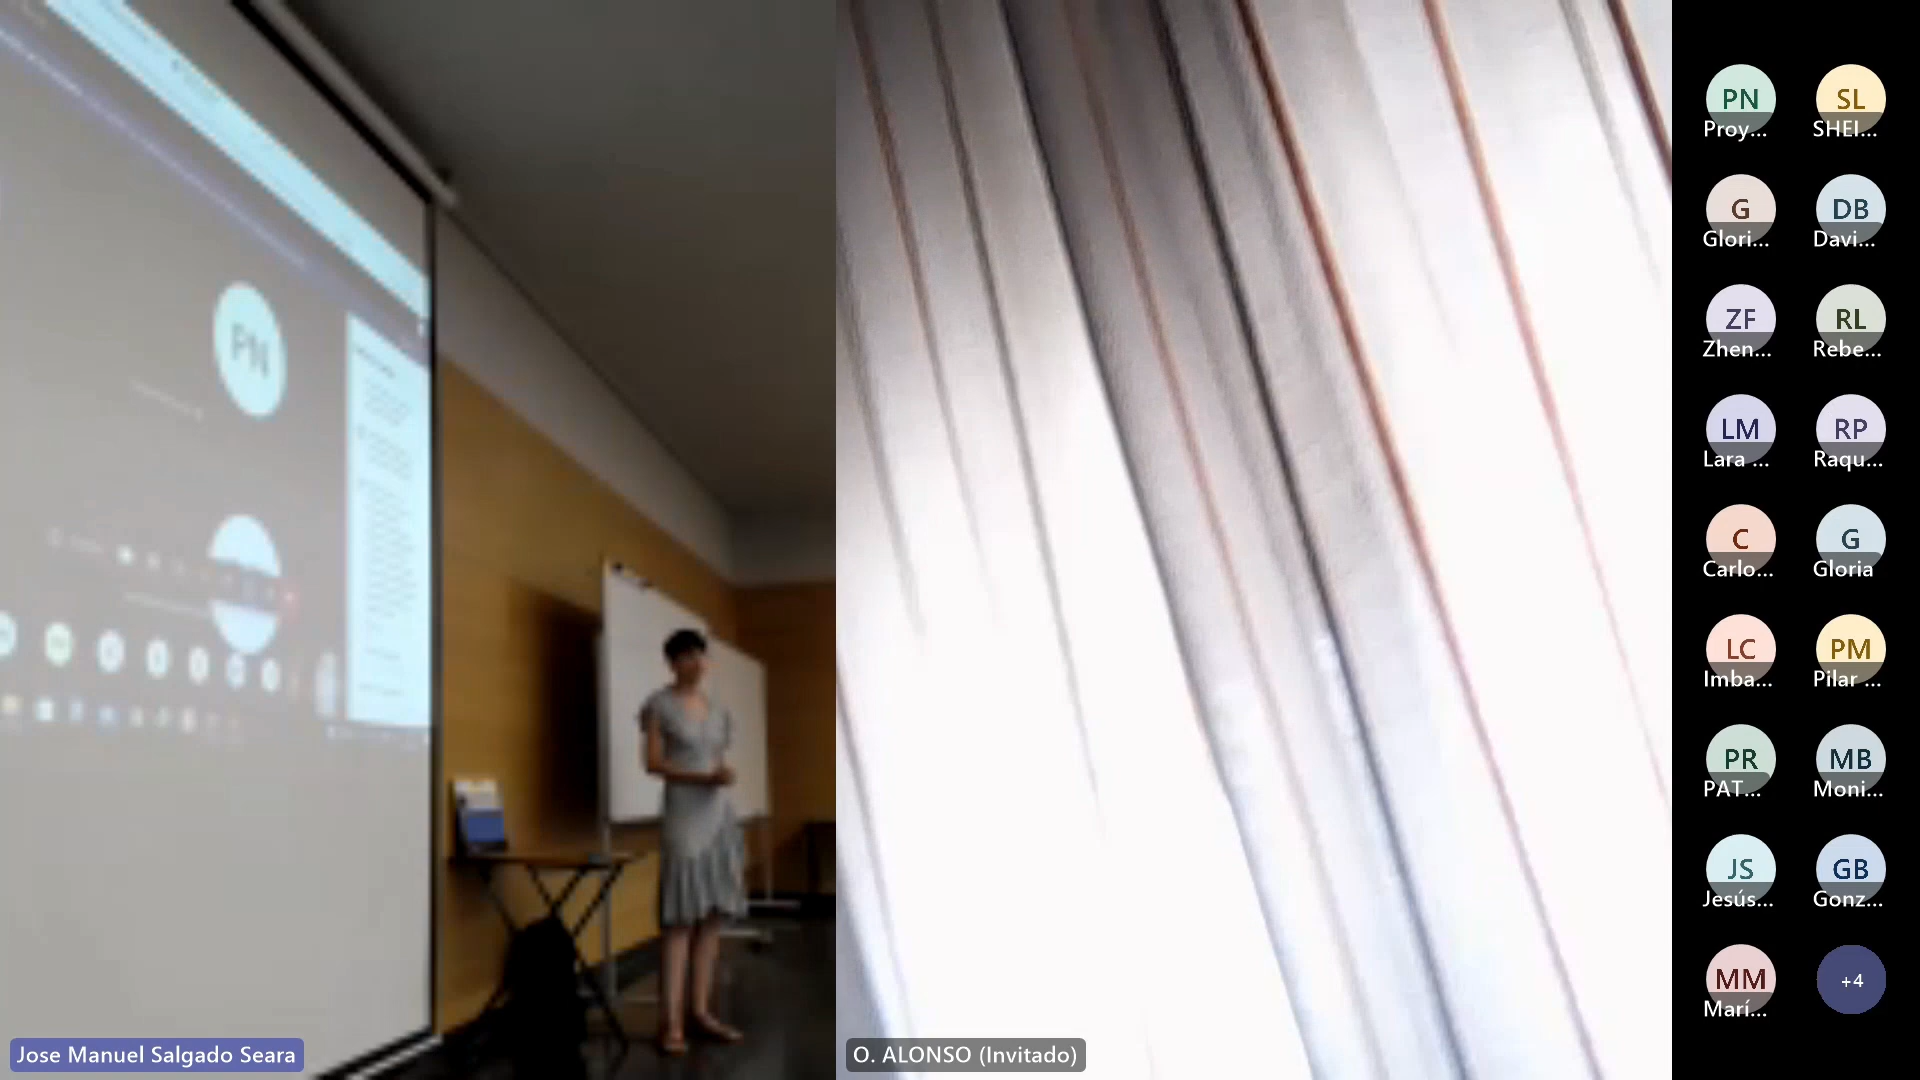 PN
Jose Manuel Salgado Seara
O. ALONSO (Invitado)
PN
Proy...
SL
SHEI...
G
Glori...
DB
Davi...
ZF
Zhen...
RL
Rebe...
LM
Lara ...
RP
Raqu...
C
Carlo...
G
Gloria
LC
Imba...
PM
Pilar ...
PR
PAT...
MB
Moni...
JS
Jesús...
GB
Gonz...
MM
Marí...
+4